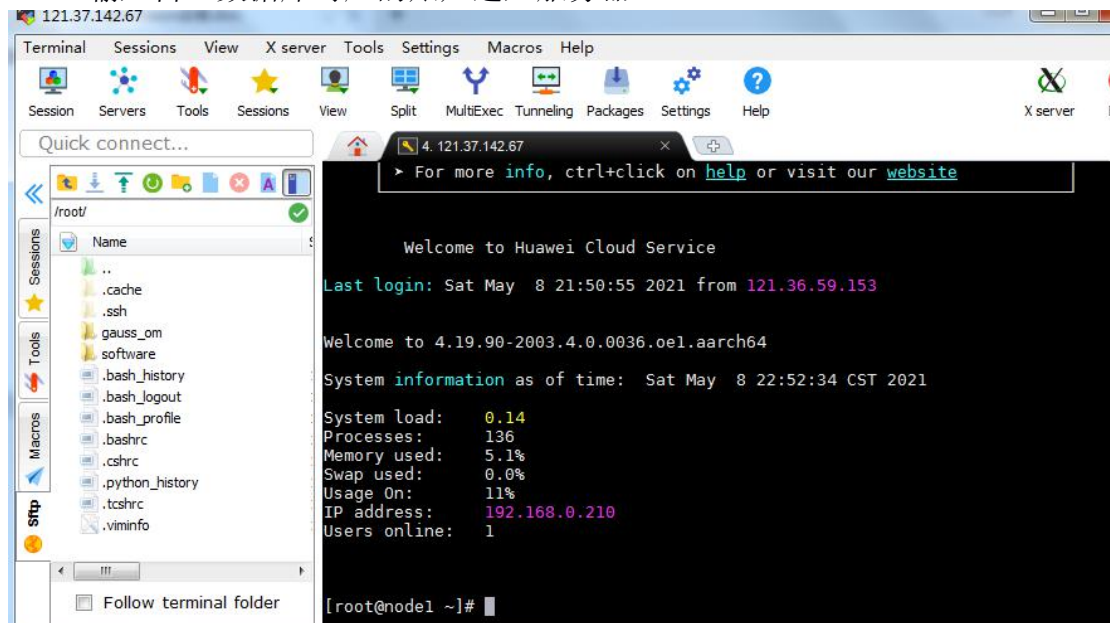 121.37.142.67
Terminal Sessions View X server Tools Settings Macros Help
Session Servers Tools Sessions View Split MultiExec Tunneling Packages Settings Help X server
Quick connect...
4. 121.37.142.67
➤ For more info, ctrl+click on help or visit our website
/root/
Name
..
.cache
.ssh
gauss_om
software
.bash_history
.bash_logout
.bash_profile
.bashrc
.cshrc
.python_history
.tcshrc
.viminfo
Follow terminal folder
Sessions
Tools
Macros
Sftp
Welcome to Huawei Cloud Service
Last login: Sat May 8 21:50:55 2021 from 121.36.59.153
Welcome to 4.19.90-2003.4.0.0036.oe1.aarch64
System information as of time: Sat May 8 22:52:34 CST 2021
System load: 0.14
Processes: 136
Memory used: 5.1%
Swap used: 0.0%
Usage On: 11%
IP address: 192.168.0.210
Users online: 1
[root@node1 ~]#